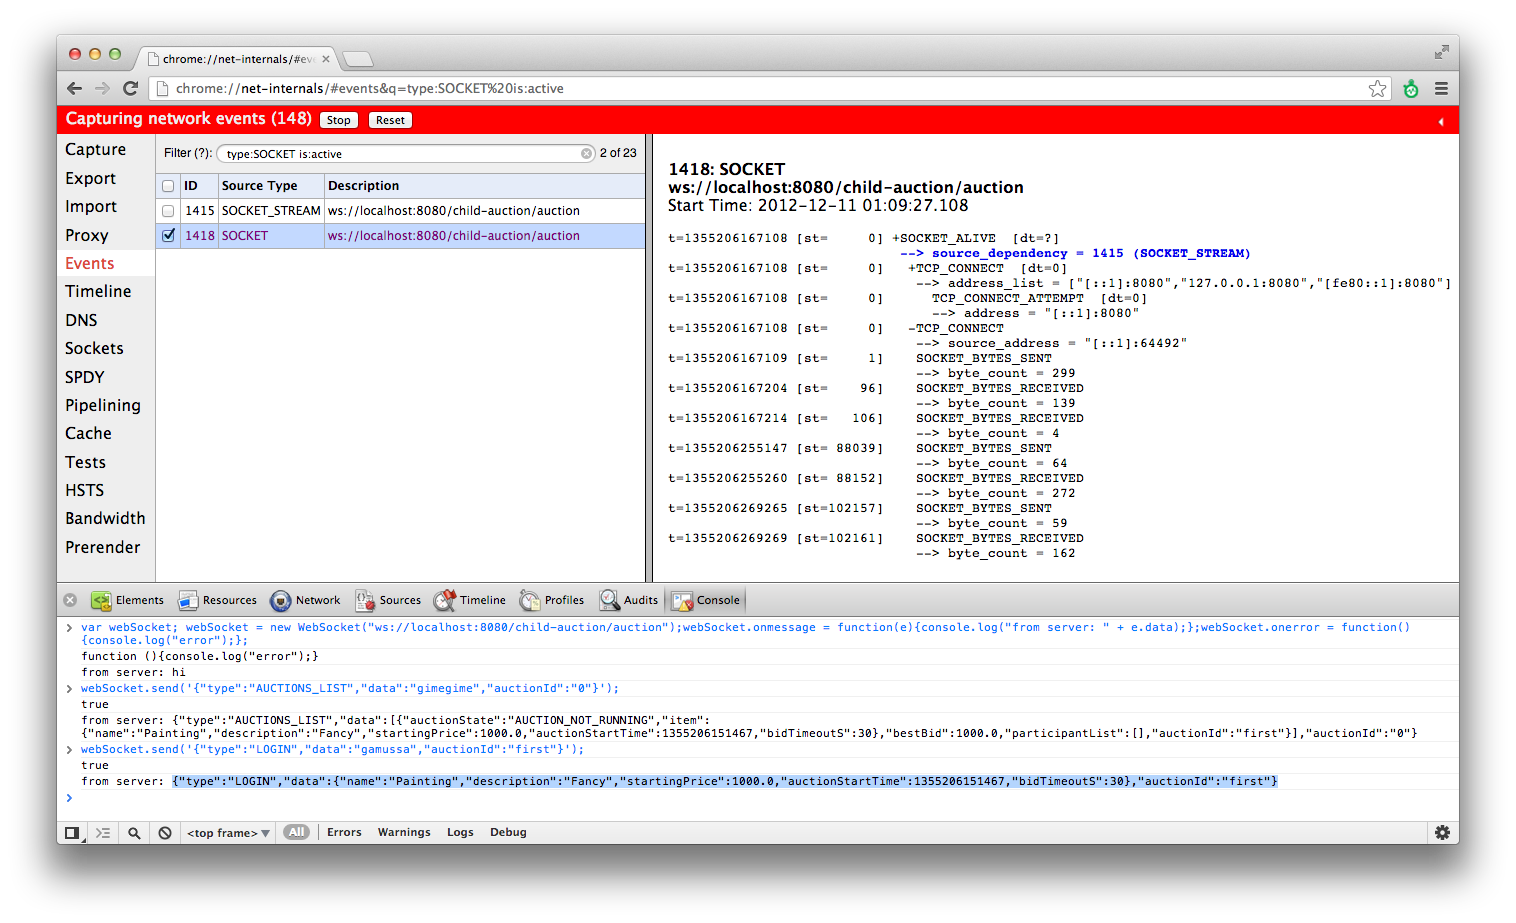 chrome://net-internals/#eve
chrome://net-internals/#events&q=type:SOCKET%20is:active
Capturing network events (148) Stop Reset
Capture
Export
Import
Proxy
Events
Timeline
DNS
Sockets
SPDY
Pipelining
Cache
Tests
HSTS
Bandwidth
Prerender
Filter (?): type:SOCKET is:active 2 of 23
ID Source Type Description
1415 SOCKET_STREAM ws://localhost:8080/child-auction/auction
1418 SOCKET ws://localhost:8080/child-auction/auction
1418: SOCKET
ws://localhost:8080/child-auction/auction
Start Time: 2012-12-11 01:09:27.108
t=1355206167108 [st=     0] +SOCKET_ALIVE  [dt=?]
--> source_dependency = 1415 (SOCKET_STREAM)
t=1355206167108 [st=     0]   +TCP_CONNECT  [dt=0]
--> address_list = ["[::1]:8080","127.0.0.1:8080","[fe80::1]:8080"]
t=1355206167108 [st=     0]      TCP_CONNECT_ATTEMPT  [dt=0]
--> address = "[::1]:8080"
t=1355206167108 [st=     0]   -TCP_CONNECT
--> source_address = "[::1]:64492"
t=1355206167109 [st=     1]    SOCKET_BYTES_SENT
--> byte_count = 299
t=1355206167204 [st=    96]    SOCKET_BYTES_RECEIVED
--> byte_count = 139
t=1355206167214 [st=   106]    SOCKET_BYTES_RECEIVED
--> byte_count = 4
t=1355206255147 [st= 88039]    SOCKET_BYTES_SENT
--> byte_count = 64
t=1355206255260 [st= 88152]    SOCKET_BYTES_RECEIVED
--> byte_count = 272
t=1355206269265 [st=102157]    SOCKET_BYTES_SENT
--> byte_count = 59
t=1355206269269 [st=102161]    SOCKET_BYTES_RECEIVED
--> byte_count = 162
Elements Resources Network Sources Timeline Profiles Audits Console
> var webSocket; webSocket = new WebSocket("ws://localhost:8080/child-auction/auction");webSocket.onmessage = function(e){console.log("from server: " + e.data);};webSocket.onerror = function()
{console.log("error");};
function (){console.log("error");}
from server: hi
> webSocket.send('{"type":"AUCTIONS_LIST","data":"gimegime","auctionId":"0"}');
true
from server: {"type":"AUCTIONS_LIST","data":[{"auctionState":"AUCTION_NOT_RUNNING","item":
{"name":"Painting","description":"Fancy","startingPrice":1000.0,"auctionStartTime":1355206151467,"bidTimeoutS":30},"bestBid":1000.0,"participantList":[],"auctionId":"first"}],"auctionId":"0"}
> webSocket.send('{"type":"LOGIN","data":"gamussa","auctionId":"first"}');
true
from server: {"type":"LOGIN","data":{"name":"Painting","description":"Fancy","startingPrice":1000.0,"auctionStartTime":1355206151467,"bidTimeoutS":30},"auctionId":"first"}
>
<top frame> All Errors Warnings Logs Debug